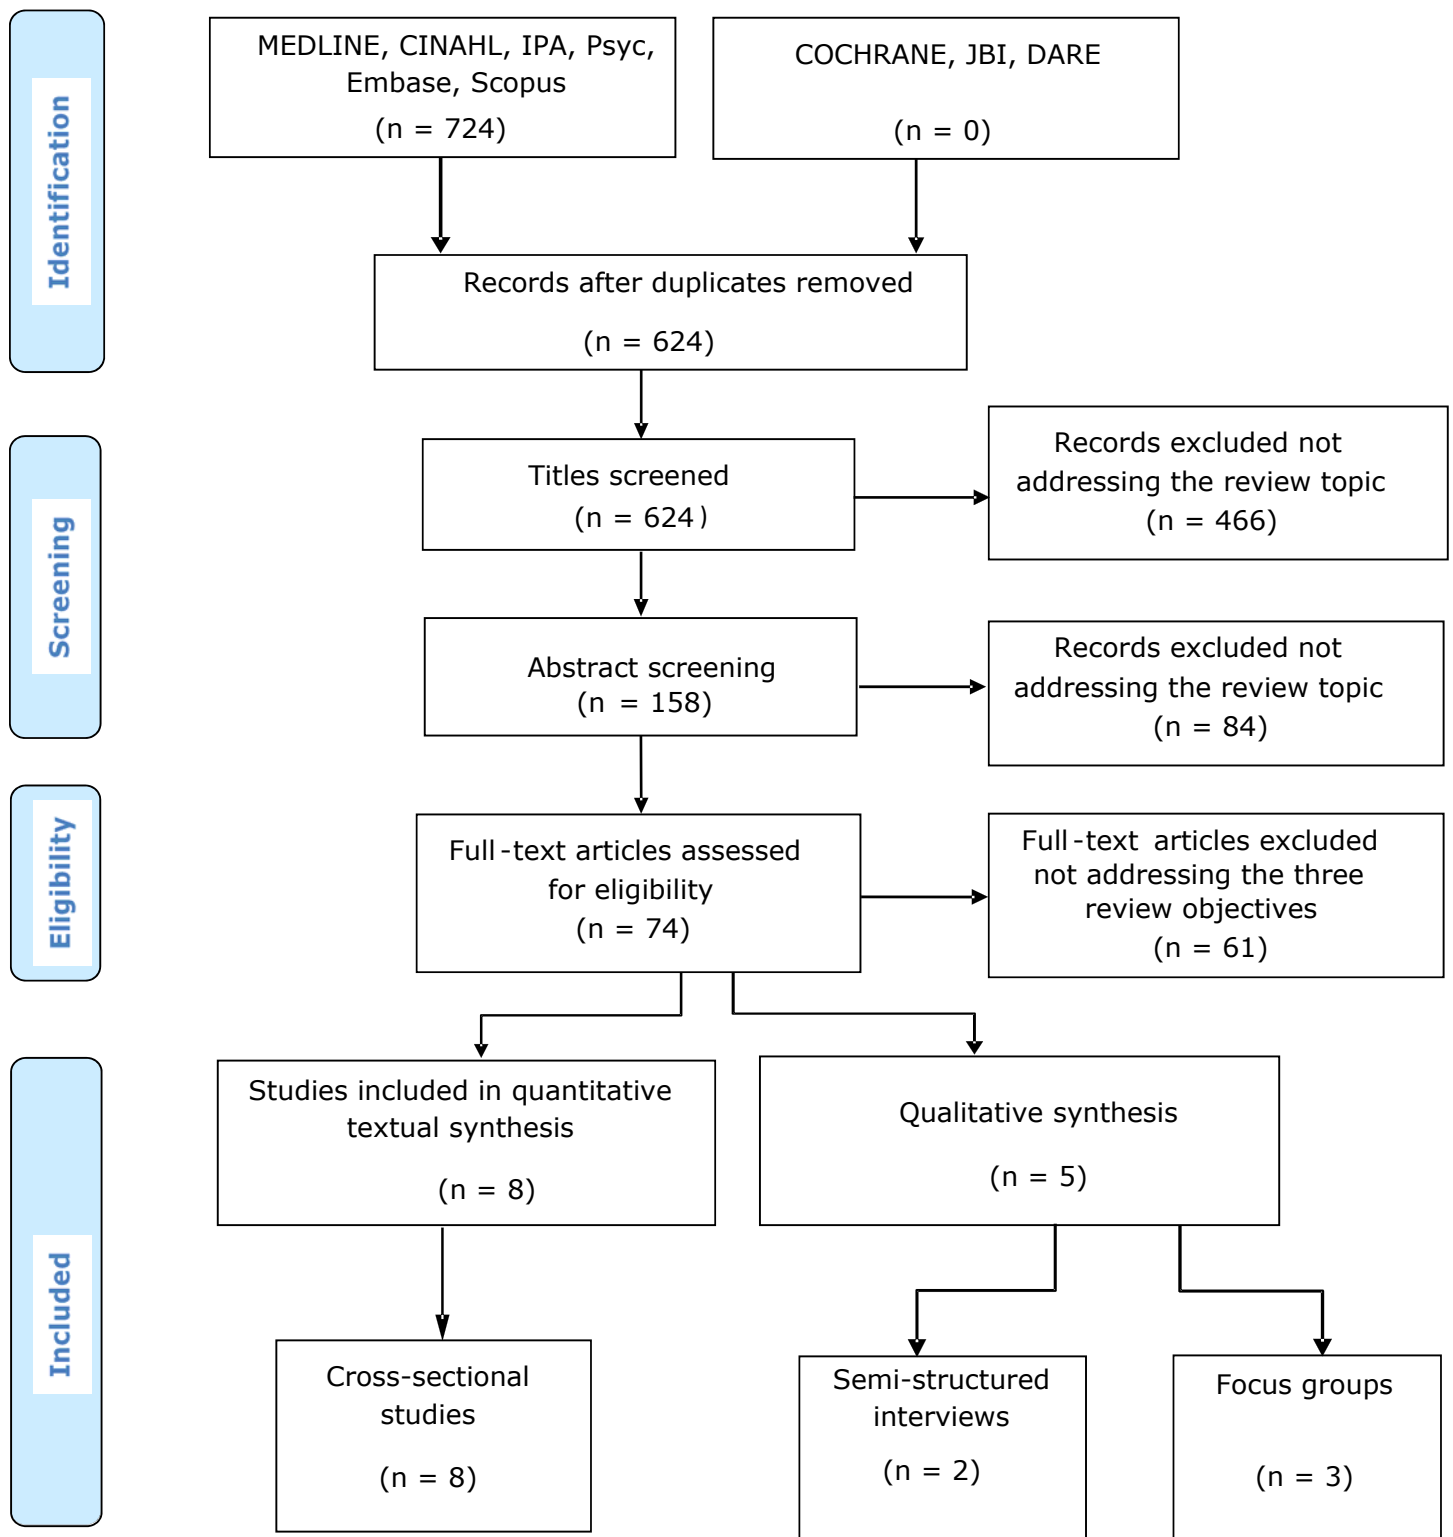 Identification
MEDLINE, CINAHL, IPA, Psyc,
Embase, Scopus
(n = 724)
COCHRANE, JBI, DARE
(n = 0)
Records after duplicates removed
(n = 624)
Screening
Titles screened
(n = 624)
Records excluded not
addressing the review topic
(n = 466)
Abstract screening
(n = 158)
Records excluded not
addressing the review topic
(n = 84)
Eligibility
Full-text articles assessed
for eligibility
(n = 74)
Full-text articles excluded
not addressing the three
review objectives
(n = 61)
Included
Studies included in quantitative
textual synthesis
(n = 8)
Qualitative synthesis
(n = 5)
Cross-sectional
studies
(n = 8)
Semi-structured
interviews
(n = 2)
Focus groups
(n = 3)